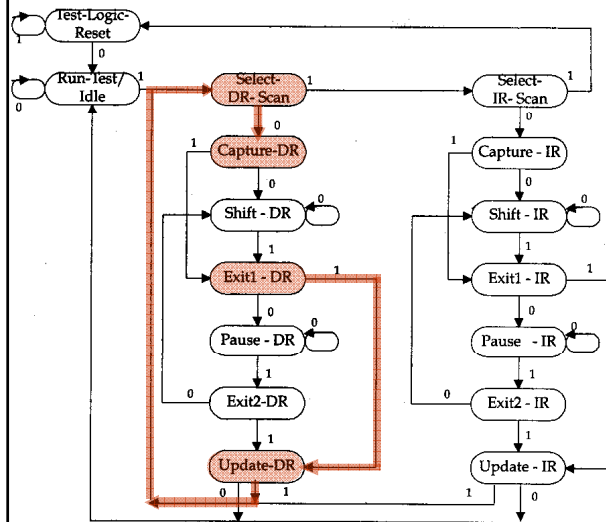 Test-Logic-
Reset
1
0
Run-Test/
Idle
0
1
Select-
DR- Scan
1
Select-
IR- Scan
1
0
0
1
Capture-DR
1
Capture - IR
0
0
Shift - DR
0
Shift - IR
0
1
1
Exit1 - DR
1
Exit1 - IR
1
0
0
Pause - DR
0
Pause - IR
0
1
1
0
Exit2-DR
0
Exit2 - IR
1
1
Update-DR
Update - IR
0
1
1
0